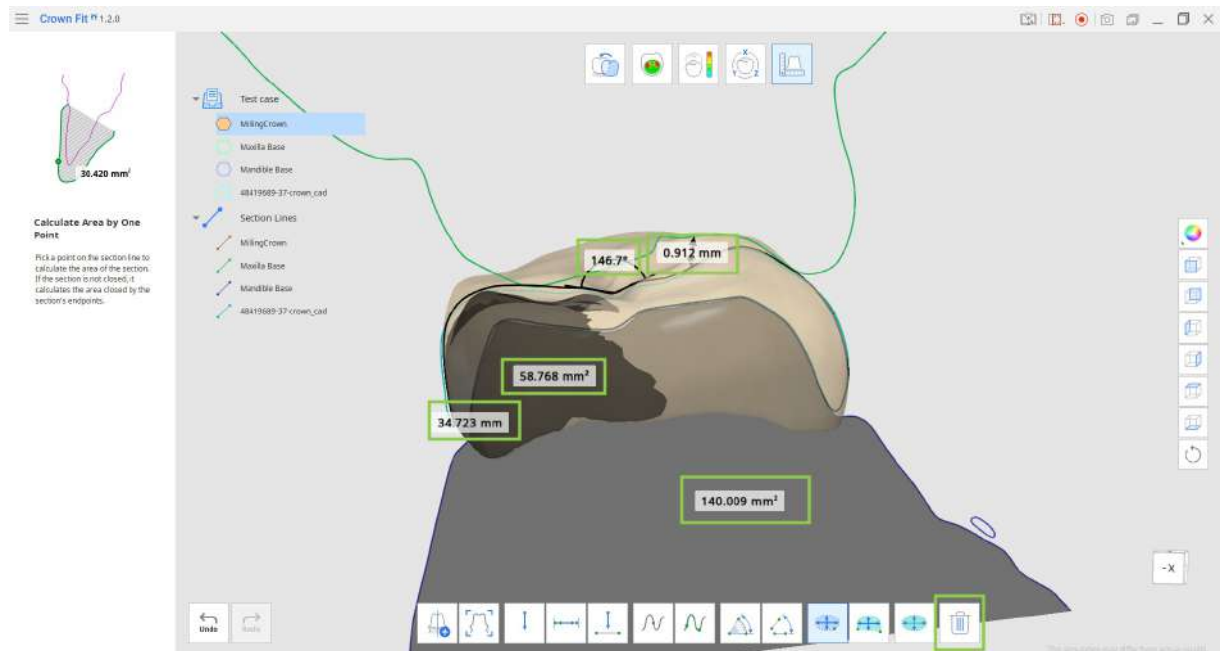 Crown Fit
1.2.0
30.420 mm²
Calculate Area by One
Point
Pick a point on the section line to
calculate the area of the section.
If the section is not closed, it
calculates the area closed by the
section's endpoints.
Test case
MillingCrown
Maxilla Base
Mandible Base
48419689-37-crown_cad
Section Lines
MillingCrown
Maxilla Base
Mandible Base
48419689-37-crown_cad
X
Y
Z
146.7°
0.912 mm
58.768 mm²
34.723 mm
140.009 mm²
-X
Undo
Redo